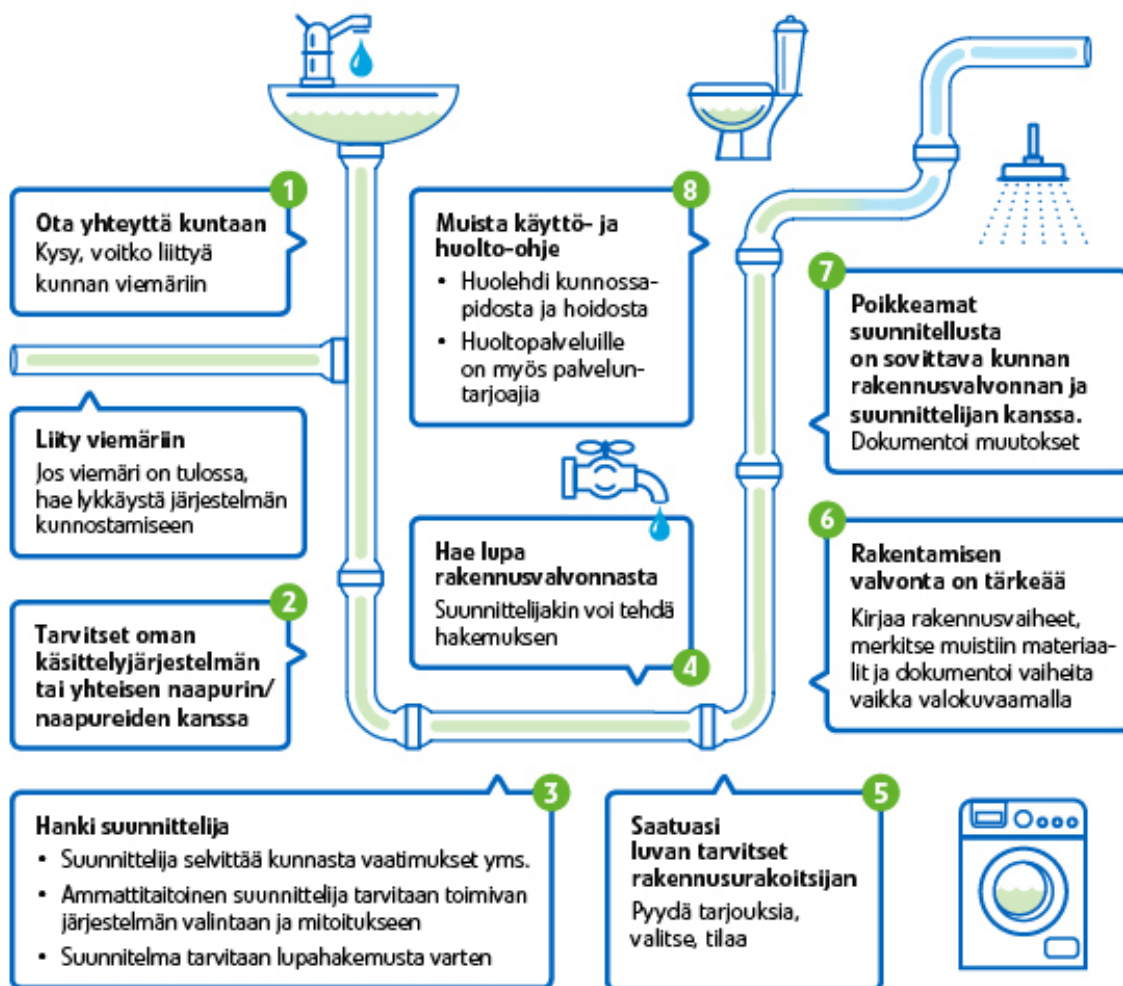 1
Ota yhteyttä kuntaan
Kysy, voitko liittyä
kunnan viemäriin
Liity viemäriin
Jos viemäri on tulossa,
hae lykkäystä järjestelmän
kunnostamiseen
2
Tarvitset oman
käsittelyjärjestelmän
tai yhteisen naapurin/
naapureiden kanssa
3
Hanki suunnittelija
• Suunnittelija selvittää kunnasta vaatimukset yms.
• Ammattitaitoinen suunnittelija tarvitaan toimivan
järjestelmän valintaan ja mitoitukseen
• Suunnitelma tarvitaan lupahakemusta varten
Hae lupa
rakennusvalvonnasta
Suunnittelijakin voi tehdä
hakemuksen
4
5
Saatuasi
luvan tarvitset
rakennusurakoitsijan
Pyydä tarjouksia,
valitse, tilaa
6
Rakentamisen
valvonta on tärkeää
Kirjaa rakennusvaiheet,
merkitse muistiin materiaa-
lit ja dokumentoi vaiheita
vaikka valokuvaamalla
7
Poikkeamat
suunnitellusta
on sovittava kunnan
rakennusvalvonnan ja
suunnittelijan kanssa.
Dokumentoi muutokset
8
Muista käyttö- ja
huolto-ohje
• Huolehdi kunnossa-
pidosta ja hoidosta
• Huoltopalveluille
on myös palvelun-
tarjoajia